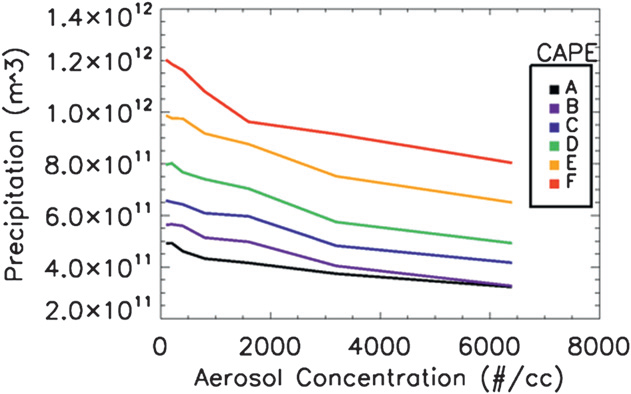 1.4×10^12
1.2×10^12
1.0×10^12
8.0×10^11
6.0×10^11
4.0×10^11
2.0×10^11
Precipitation (m^3)
0 2000 4000 6000 8000
Aerosol Concentration (#/cc)
CAPE
A
B
C
D
E
F